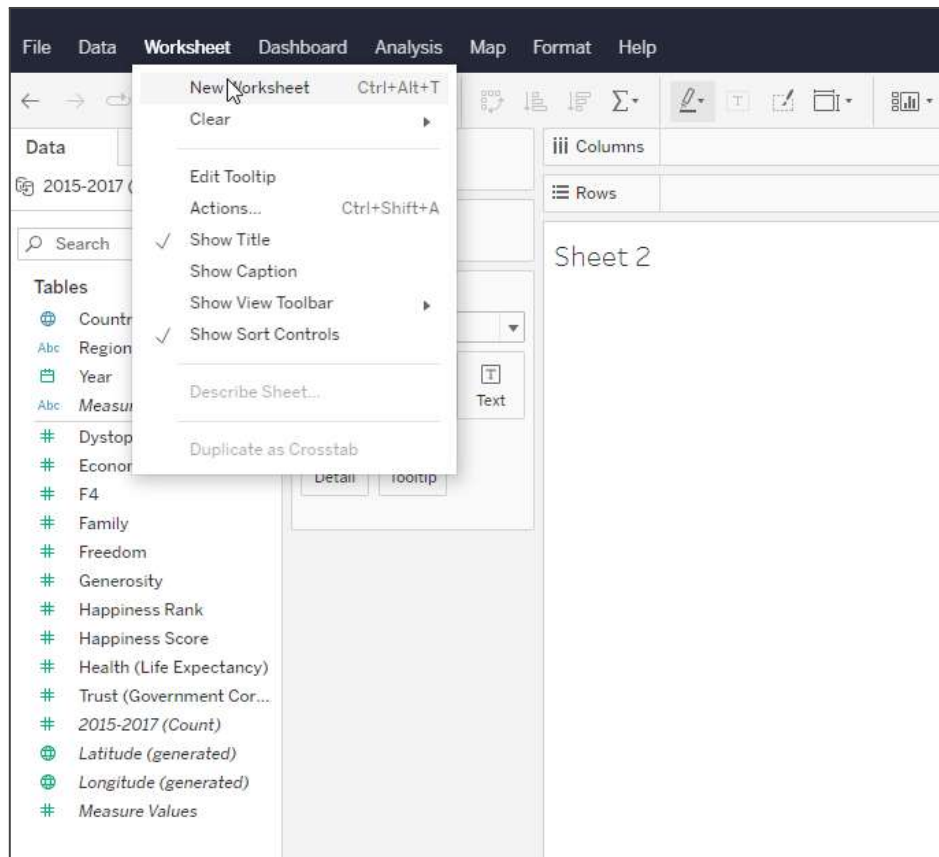 File Data Worksheet Dashboard Analysis Map Format Help
New Worksheet Ctrl+Alt+T
Clear
Edit Tooltip
Actions... Ctrl+Shift+A
Show Title
Show Caption
Show View Toolbar
Show Sort Controls
Describe Sheet...
Duplicate as Crosstab
Data
2015-2017 (
Search
Tables
Countr
Abc Region
Year
Abc Measur
# Dystop
# Econor
# F4
# Family
# Freedom
# Generosity
# Happiness Rank
# Happiness Score
# Health (Life Expectancy)
# Trust (Government Cor...
# 2015-2017 (Count)
Latitude (generated)
Longitude (generated)
# Measure Values
T
Text
Detail Tooltip
iii Columns
Rows
Sheet 2